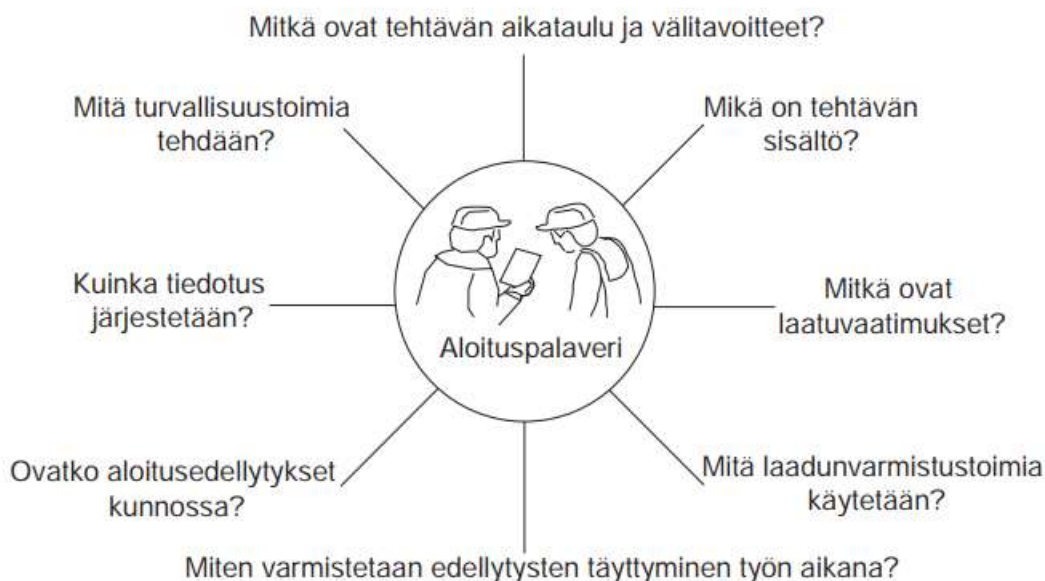 Mitkä ovat tehtävän aikataulu ja välitavoitteet?
Mitä turvallisuustoimia
tehdään?
Mikä on tehtävän
sisältö?
Kuinka tiedotus
järjestetään?
Mitkä ovat
laatuvaatimukset?
Aloituspalaveri
Ovatko aloitusedellytykset
kunnossa?
Mitä laadunvarmistustoimia
käytetään?
Miten varmistetaan edellytysten täyttyminen työn aikana?